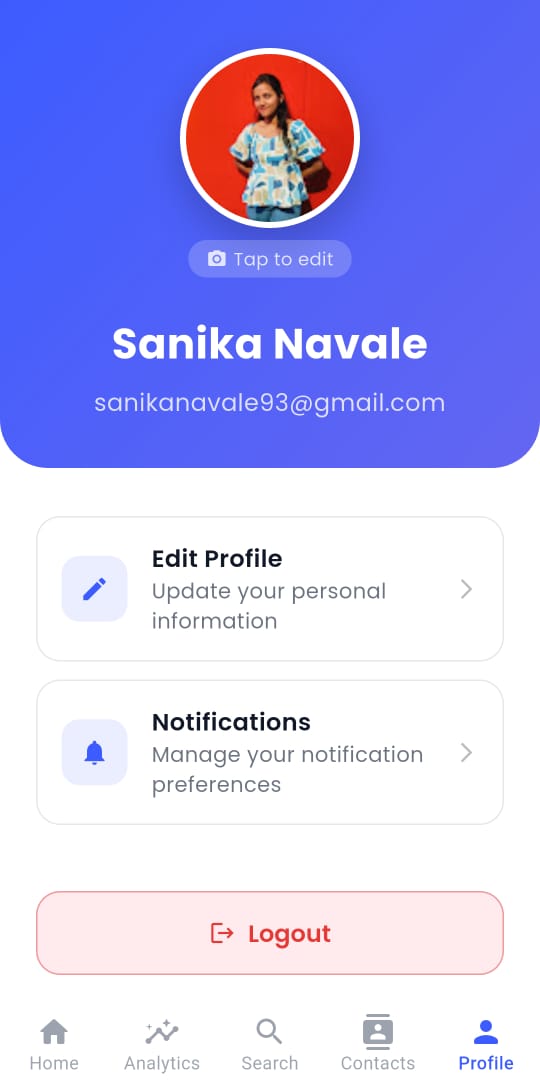 Tap to edit
Sanika Navale
sanikanavale93@gmail.com
Edit Profile
Update your personal
information
Notifications
Manage your notification
preferences
Logout
Home
Analytics
Search
Contacts
Profile